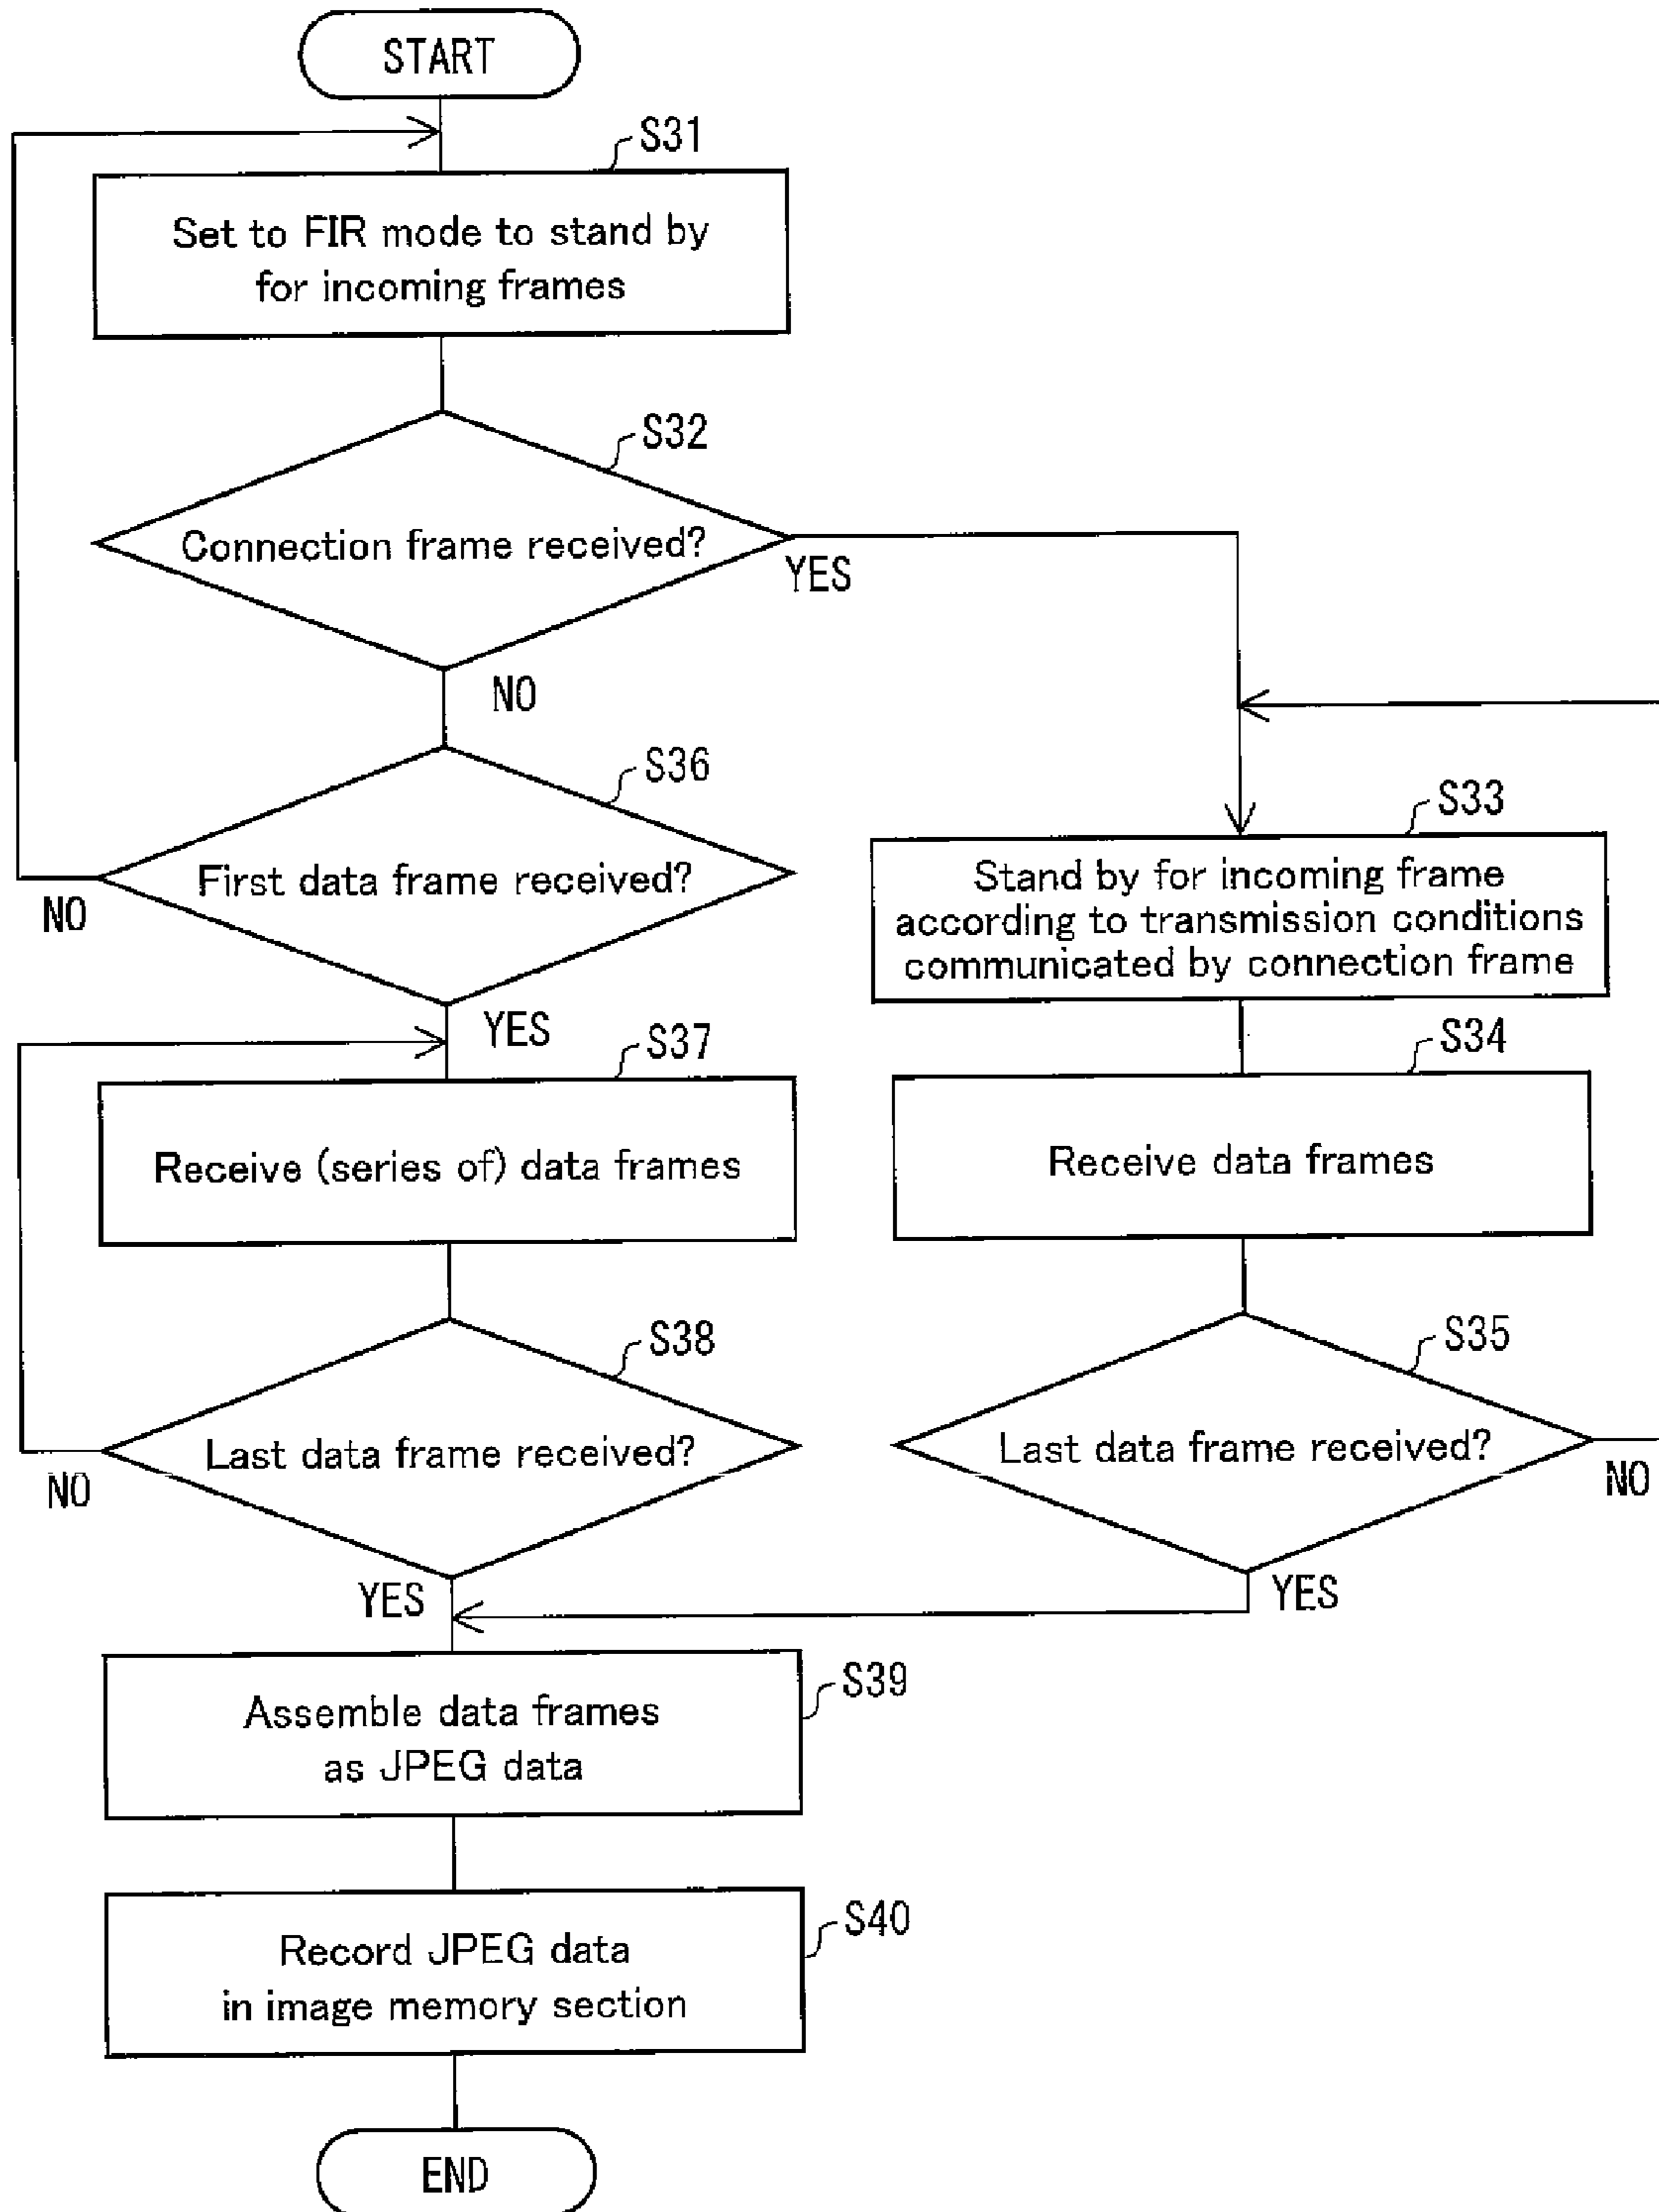 START
S31
Set to FIR mode to stand by
for incoming frames
S32
Connection frame received?
YES
NO
S36
First data frame received?
NO
YES
S33
Stand by for incoming frame
according to transmission conditions
communicated by connection frame
S37
Receive (series of) data frames
S34
Receive data frames
S38
Last data frame received?
NO
YES
S35
Last data frame received?
NO
YES
S39
Assemble data frames
as JPEG data
S40
Record JPEG data
in image memory section
END